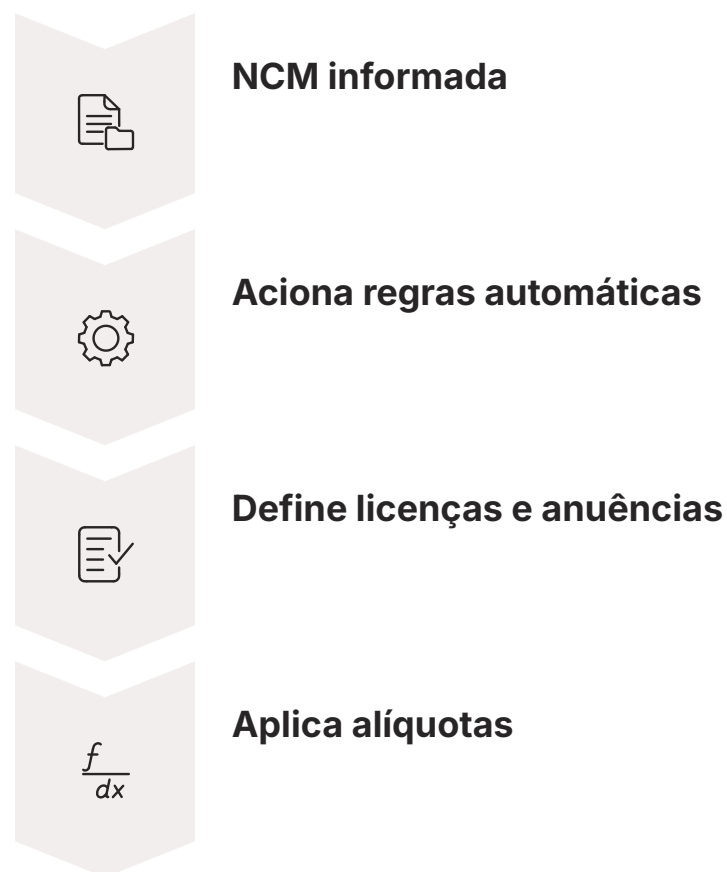 NCM informada
Aciona regras automáticas
Define licenças e anuências
Aplica alíquotas
f
dx